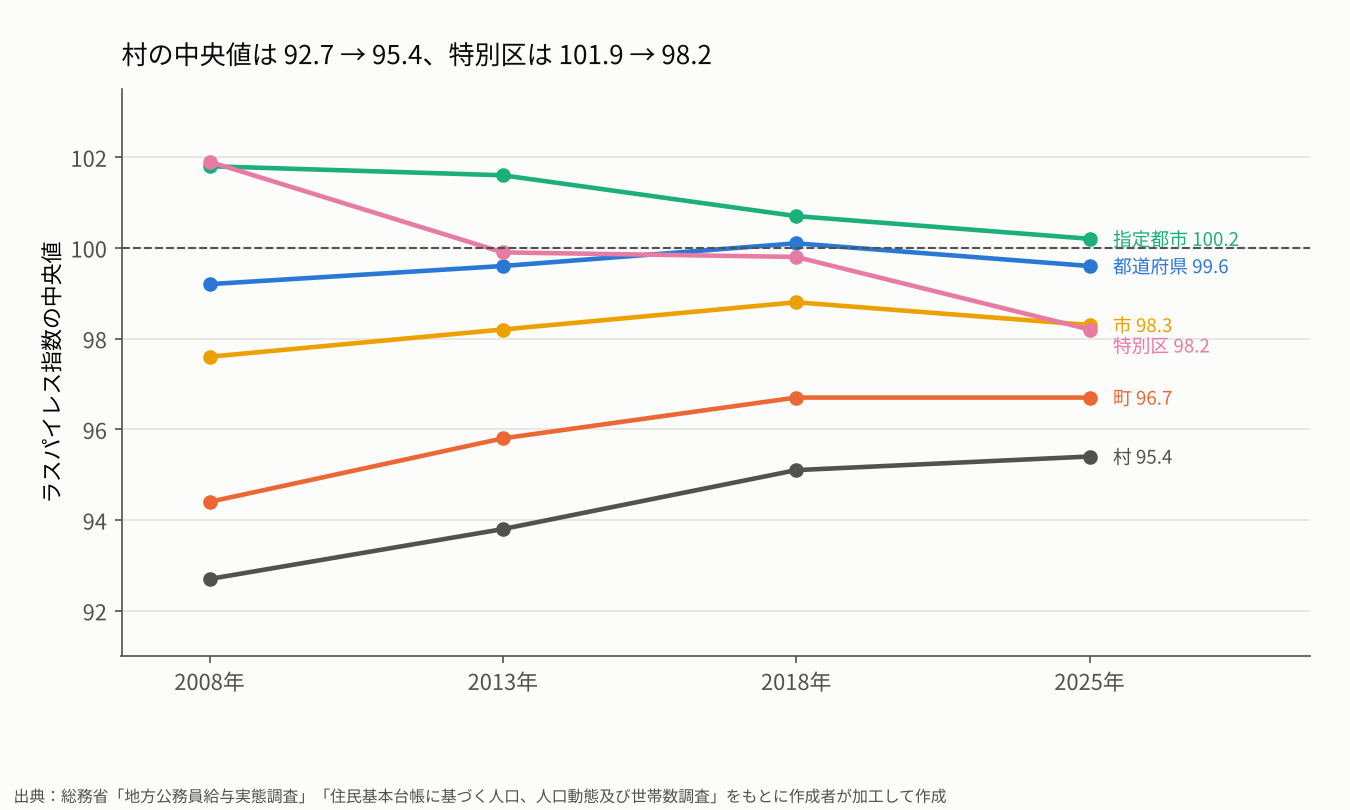 村の中央値は 92.7 → 95.4、特別区は 101.9 → 98.2
ラスパイレス指数の中央値
102
100
98
96
94
92
指定都市 100.2
都道府県 99.6
市 98.3
特別区 98.2
町 96.7
村 95.4
2008年
2013年
2018年
2025年
出典：総務省「地方公務員給与実態調査」「住民基本台帳に基づく人口、人口動態及び世帯数調査」をもとに作成者が加工して作成